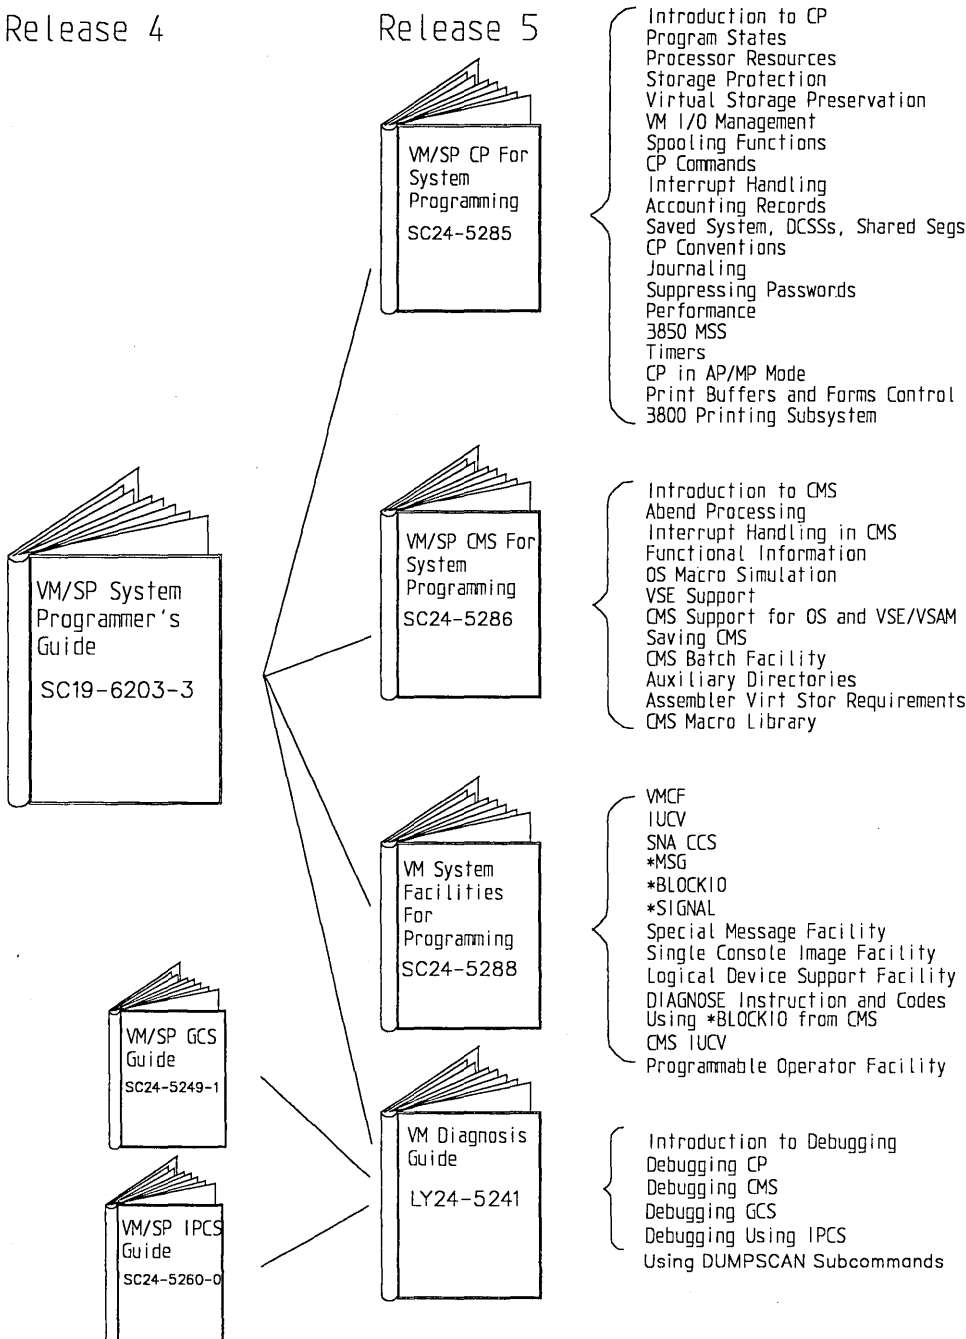 Release 4
Release 5
VM/SP CP For
System
Programming
SC24-5285
Introduction to CP
Program States
Processor Resources
Storage Protection
Virtual Storage Preservation
VM I/O Management
Spooling Functions
CP Commands
Interrupt Handling
Accounting Records
Saved System, DCSSs, Shared Segs
CP Conventions
Journaling
Suppressing Passwords
Performance
3850 MSS
Timers
CP in AP/MP Mode
Print Buffers and Forms Control
3800 Printing Subsystem
VM/SP System
Programmer's
Guide
SC19-6203-3
VM/SP CMS For
System
Programming
SC24-5286
Introduction to CMS
Abend Processing
Interrupt Handling in CMS
Functional Information
OS Macro Simulation
VSE Support
CMS Support for OS and VSE/VSAM
Saving CMS
CMS Batch Facility
Auxiliary Directories
Assembler Virt Stor Requirements
CMS Macro Library
VM System
Facilities
For
Programming
SC24-5288
VMCF
IUCV
SNA CCS
*MSG
*BLOCKIO
*SIGNAL
Special Message Facility
Single Console Image Facility
Logical Device Support Facility
DIAGNOSE Instruction and Codes
Using *BLOCKIO from CMS
CMS IUCV
Programmable Operator Facility
VM/SP GCS
Guide
SC24-5249-1
VM/SP IPCS
Guide
SC24-5260-0
VM Diagnosis
Guide
LY24-5241
Introduction to Debugging
Debugging CP
Debugging CMS
Debugging GCS
Debugging Using IPCS
Using DUMPSCAN Subcommands